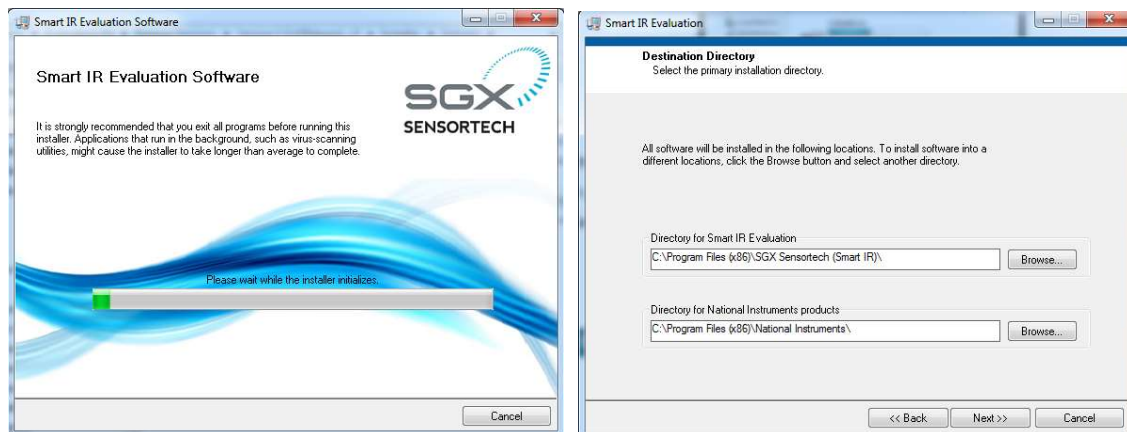 Smart IR Evaluation Software
Smart IR Evaluation Software
SGX
SENSORTECH
It is strongly recommended that you exit all programs before running this
installer. Applications that run in the background, such as virus-scanning
utilities, might cause the installer to take longer than average to complete.
Please wait while the installer initializes.
Cancel
Smart IR Evaluation
Destination Directory
Select the primary installation directory.
All software will be installed in the following locations. To install software into a
different locations, click the Browse button and select another directory.
Directory for Smart IR Evaluation
C:\Program Files (x86)\SGX Sensortech (Smart IR)\
Browse...
Directory for National Instruments products
C:\Program Files (x86)\National Instruments\
Browse...
<< Back
Next >>
Cancel